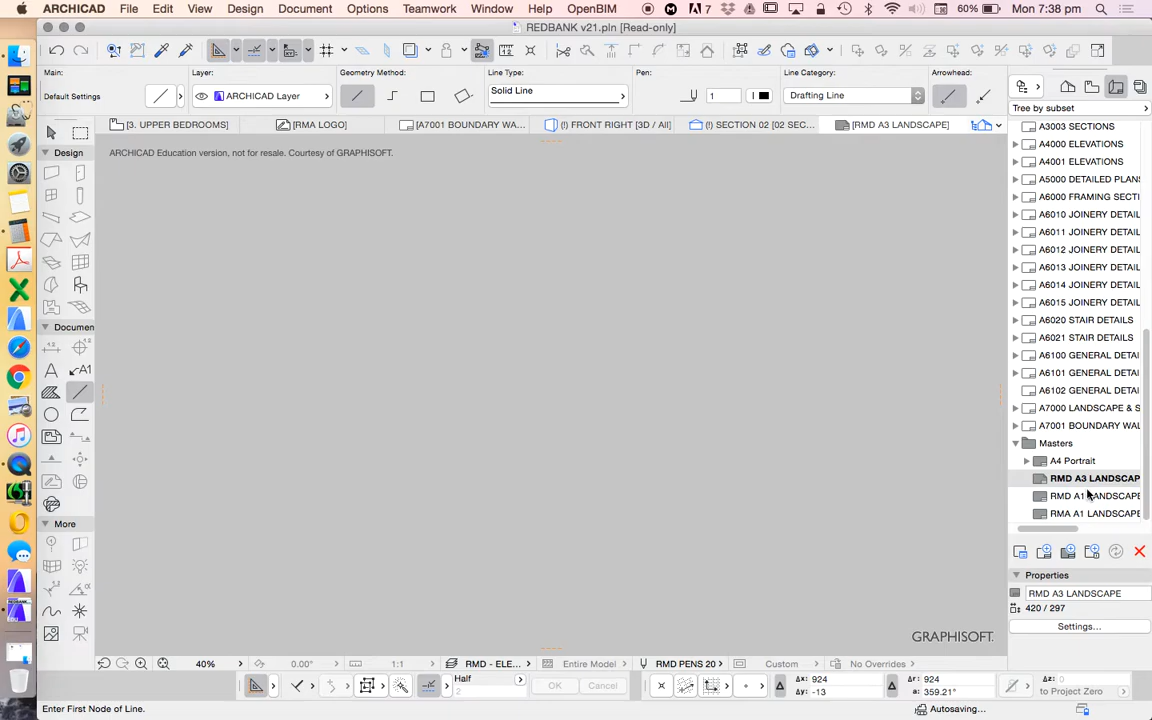 ARCHICAD File Edit View Design Document Options Teamwork Window Help OpenBIM 7 60% Mon 7:38 pm
REDBANK v21.pln [Read-only]
Main: Layer: Geometry Method: Line Type: Pen: Line Category: Arrowhead:
Default Settings ARCHICAD Layer Solid Line 1 Drafting Line
Tree by subset
[3. UPPER BEDROOMS] [RMA LOGO] [A7001 BOUNDARY WA... (!) FRONT RIGHT [3D / All] (!) SECTION 02 [02 SEC... [RMD A3 LANDSCAPE]
ARCHICAD Education version, not for resale. Courtesy of GRAPHISOFT.
Design
Document
A1
More
A3003 SECTIONS
A4000 ELEVATIONS
A4001 ELEVATIONS
A5000 DETAILED PLANS
A6000 FRAMING SECTI
A6010 JOINERY DETAIL
A6011 JOINERY DETAIL
A6012 JOINERY DETAIL
A6013 JOINERY DETAIL
A6014 JOINERY DETAIL
A6015 JOINERY DETAIL
A6020 STAIR DETAILS
A6021 STAIR DETAILS
A6100 GENERAL DETAI
A6101 GENERAL DETAI
A6102 GENERAL DETAI
A7000 LANDSCAPE & S
A7001 BOUNDARY WAL
Masters
A4 Portrait
RMD A3 LANDSCAP
RMD A1 LANDSCAPE
RMA A1 LANDSCAPE
Properties
RMD A3 LANDSCAPE
420 / 297
Settings...
GRAPHISOFT.
40% 0.00° 1:1 RMD - ELE... Entire Model RMD PENS 20 Custom No Overrides
Half
2
OK Cancel
Δx: 924
Δy: -13
Δr: 924
a: 359.21°
Δz: 0
to Project Zero
Enter First Node of Line.
Autosaving...